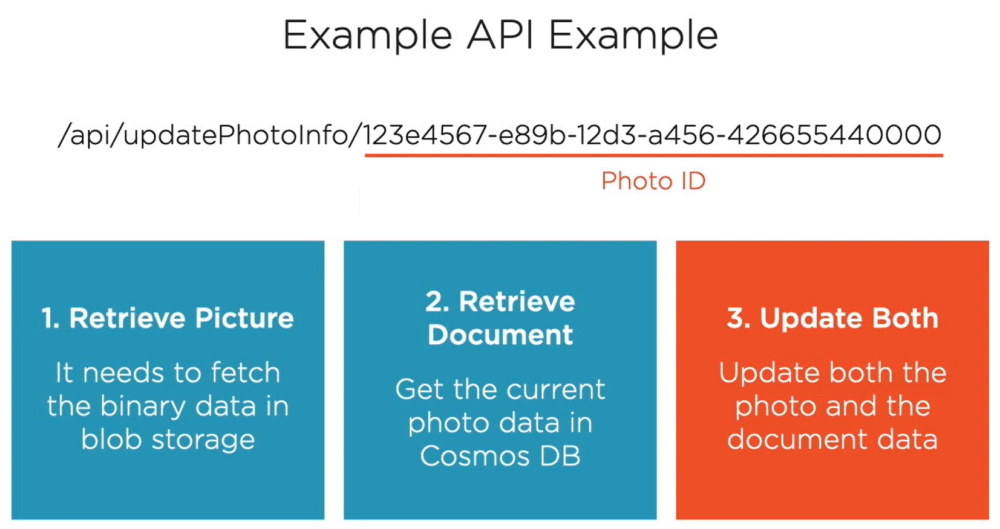 Example API Example
/api/updatePhotoInfo/123e4567-e89b-12d3-a456-426655440000
Photo ID
1. Retrieve Picture
It needs to fetch
the binary data in
blob storage
2. Retrieve
Document
Get the current
photo data in
Cosmos DB
3. Update Both
Update both the
photo and the
document data